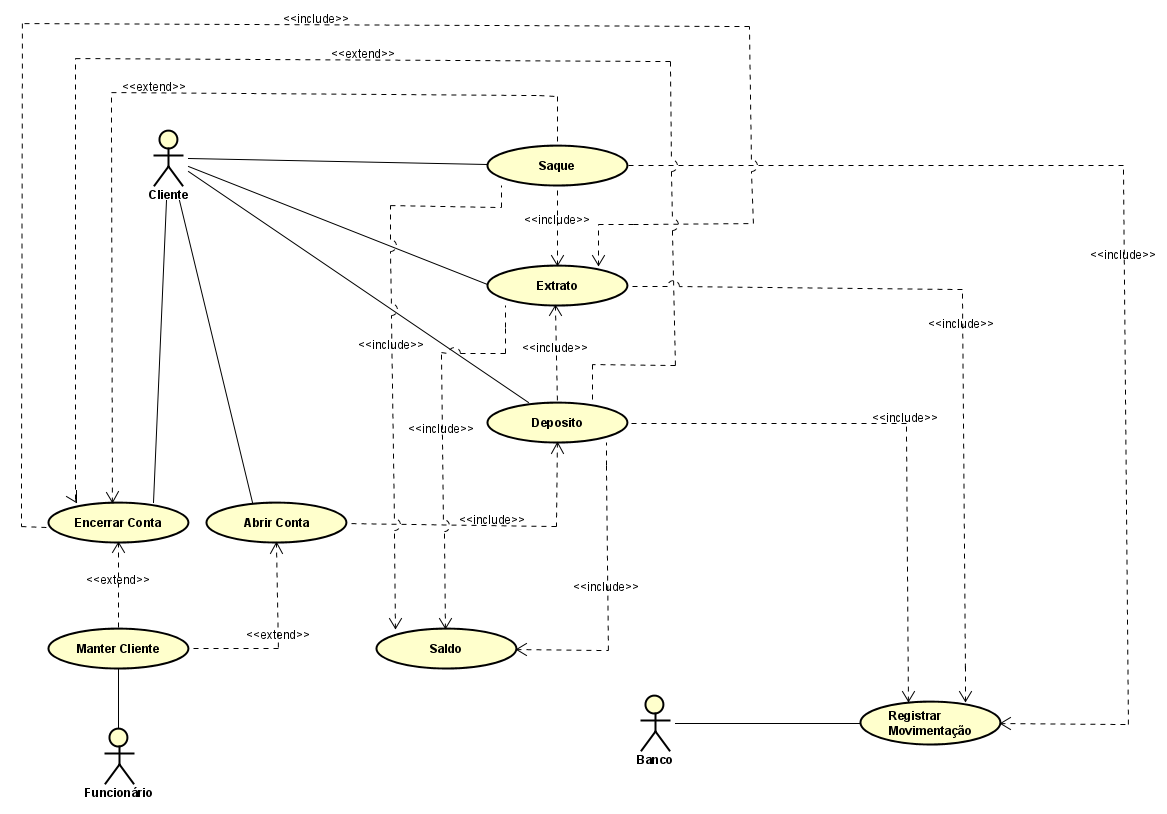 <<include>>
<<extend>>
<<extend>>
Saque
Cliente
<<include>>
<<include>>
Extrato
<<include>>
<<include>>
<<include>>
<<include>>
Deposito
<<include>>
Encerrar Conta
Abrir Conta
<<include>>
<<extend>>
<<include>>
<<extend>>
Manter Cliente
Saldo
Registrar
Movimentação
Banco
Funcionário